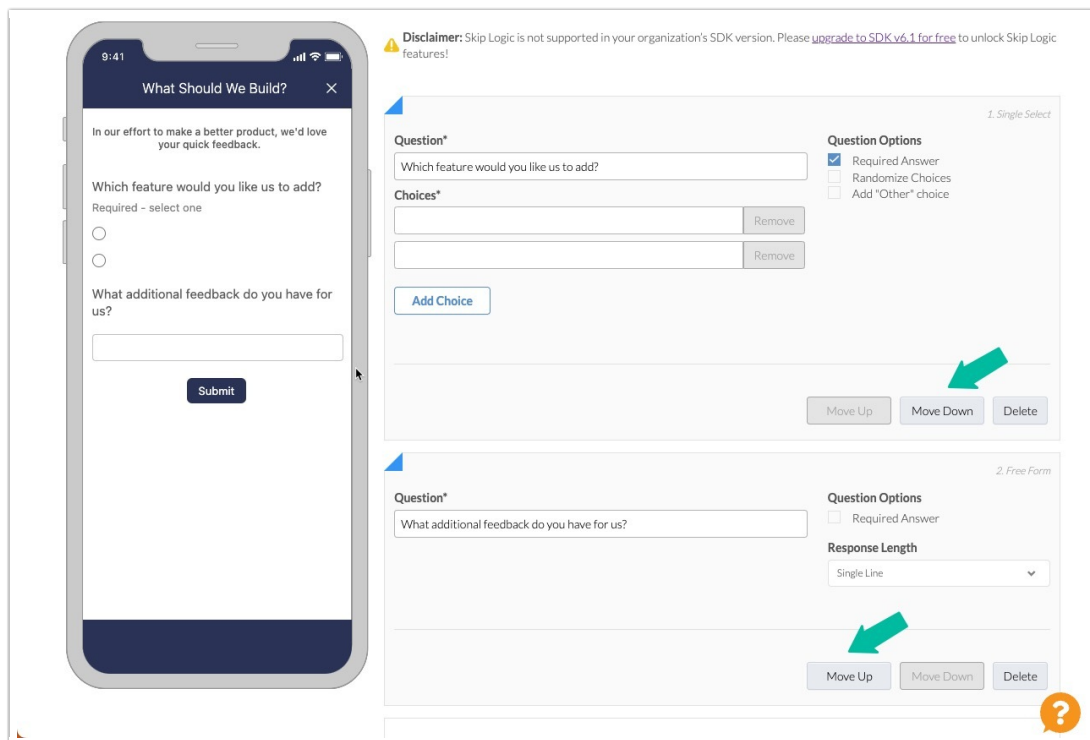 9:41
What Should We Build?
In our effort to make a better product, we'd love
your quick feedback.
Which feature would you like us to add?
Required – select one
What additional feedback do you have for
us?
Submit
Disclaimer: Skip Logic is not supported in your organization's SDK version. Please upgrade to SDK v6.1 for free to unlock Skip Logic
features!
1. Single Select
Question*
Which feature would you like us to add?
Choices*
Remove
Remove
Add Choice
Question Options
Required Answer
Randomize Choices
Add "Other" choice
Move Up
Move Down
Delete
2. Free Form
Question*
What additional feedback do you have for us?
Question Options
Required Answer
Response Length
Single Line
Move Up
Move Down
Delete
?